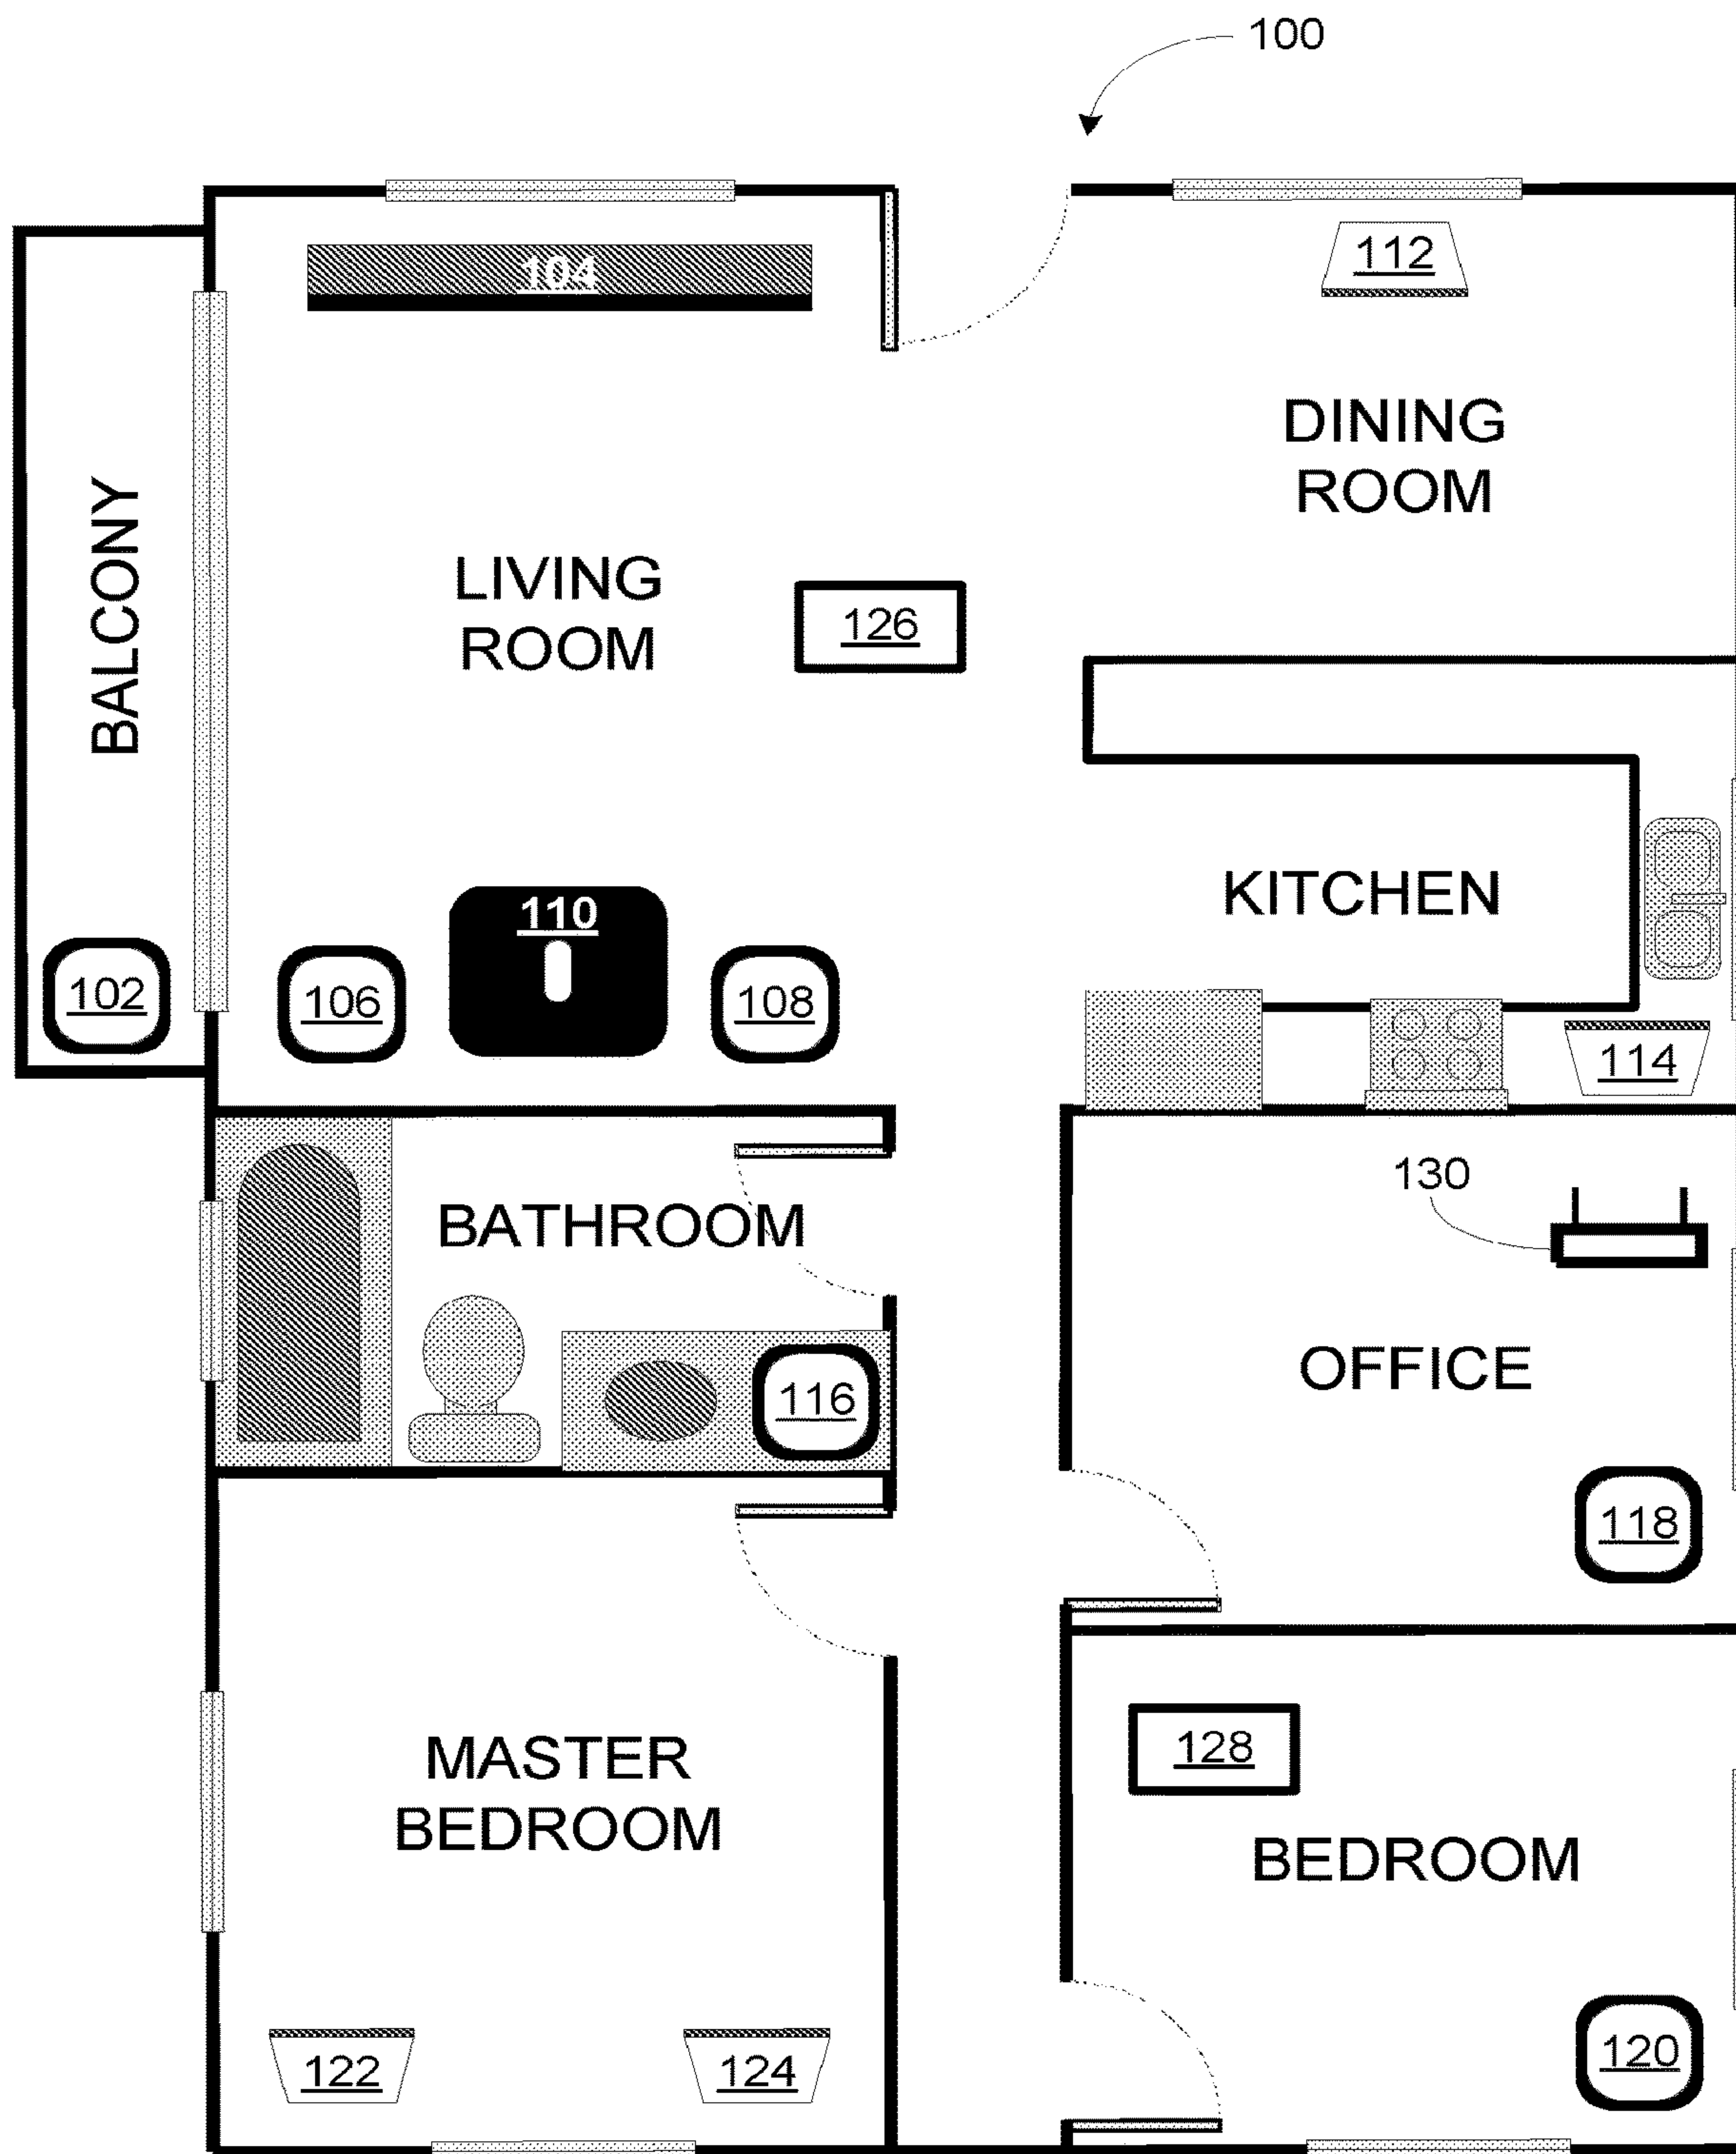 100
104
112
DINING
ROOM
BALCONY
LIVING
ROOM
126
KITCHEN
110
102
106
108
114
130
BATHROOM
OFFICE
116
118
MASTER
BEDROOM
128
BEDROOM
122
124
120